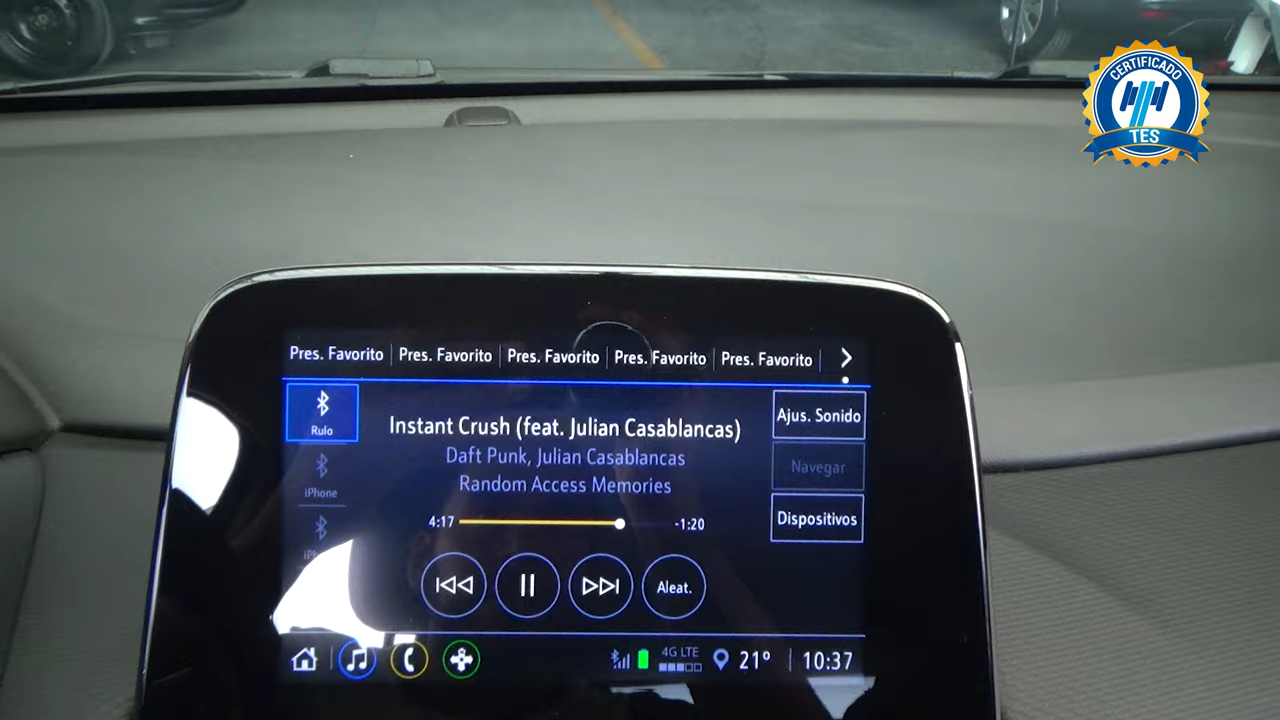 CERTIFICADO
TES
Pres. Favorito
Pres. Favorito
Pres. Favorito
Pres. Favorito
Pres. Favorito
Rulo
Instant Crush (feat. Julian Casablancas)
Ajus. Sonido
Daft Punk, Julian Casablancas
Navegar
iPhone
Random Access Memories
4:17
-1:20
Dispositivos
Aleat.
4G LTE
21°
10:37